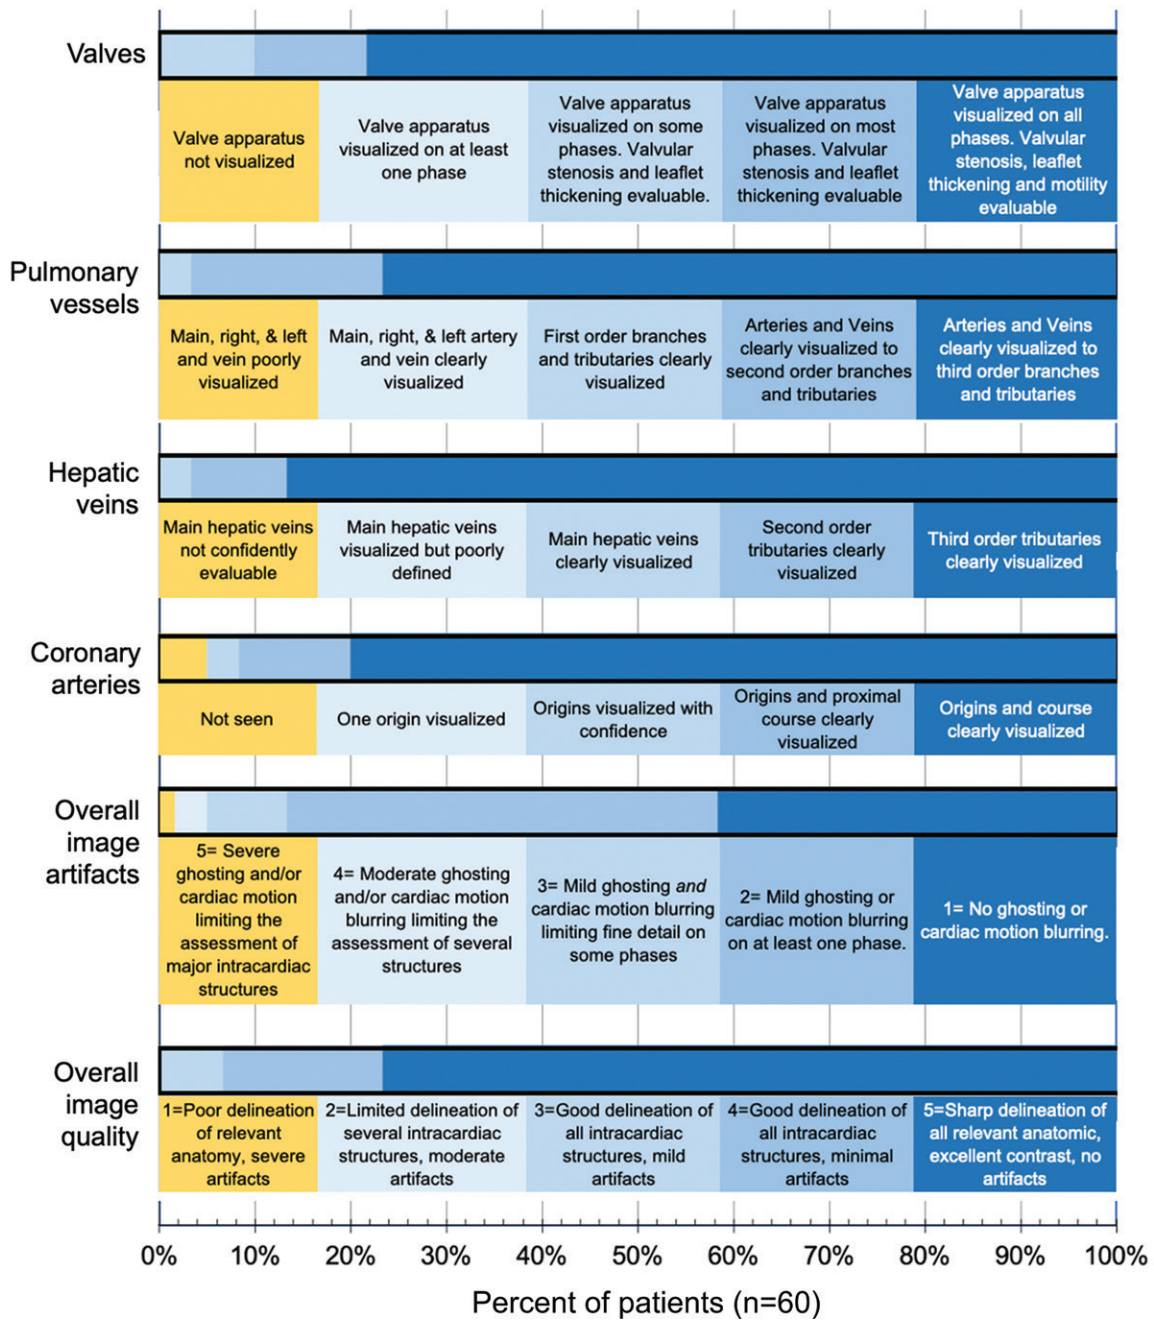 Valves
Valve apparatus
not visualized
Valve apparatus
visualized on at least
one phase
Valve apparatus
visualized on some
phases. Valvular
stenosis and leaflet
thickening evaluable.
Valve apparatus
visualized on most
phases. Valvular
stenosis and leaflet
thickening evaluable
Valve apparatus
visualized on all
phases. Valvular
stenosis, leaflet
thickening and motility
evaluable
Pulmonary
vessels
Main, right, & left
and vein poorly
visualized
Main, right, & left artery
and vein clearly
visualized
First order branches
and tributaries clearly
visualized
Arteries and Veins
clearly visualized to
second order branches
and tributaries
Arteries and Veins
clearly visualized to
third order branches
and tributaries
Hepatic
veins
Main hepatic veins
not confidently
evaluable
Main hepatic veins
visualized but poorly
defined
Main hepatic veins
clearly visualized
Second order
tributaries clearly
visualized
Third order tributaries
clearly visualized
Coronary
arteries
Not seen
One origin visualized
Origins visualized with
confidence
Origins and proximal
course clearly
visualized
Origins and course
clearly visualized
Overall
image
artifacts
5= Severe
ghosting and/or
cardiac motion
limiting the
assessment of
major intracardiac
structures
4= Moderate ghosting
and/or cardiac motion
blurring limiting the
assessment of several
structures
3= Mild ghosting and
cardiac motion blurring
limiting fine detail on
some phases
2= Mild ghosting or
cardiac motion blurring
on at least one phase.
1= No ghosting or
cardiac motion blurring.
Overall
image
quality
1=Poor delineation
of relevant
anatomy, severe
artifacts
2=Limited delineation of
several intracardiac
structures, moderate
artifacts
3=Good delineation of
all intracardiac
structures, mild
artifacts
4=Good delineation of
all intracardiac
structures, minimal
artifacts
5=Sharp delineation of
all relevant anatomic,
excellent contrast, no
artifacts
0% 10% 20% 30% 40% 50% 60% 70% 80% 90% 100%
Percent of patients (n=60)